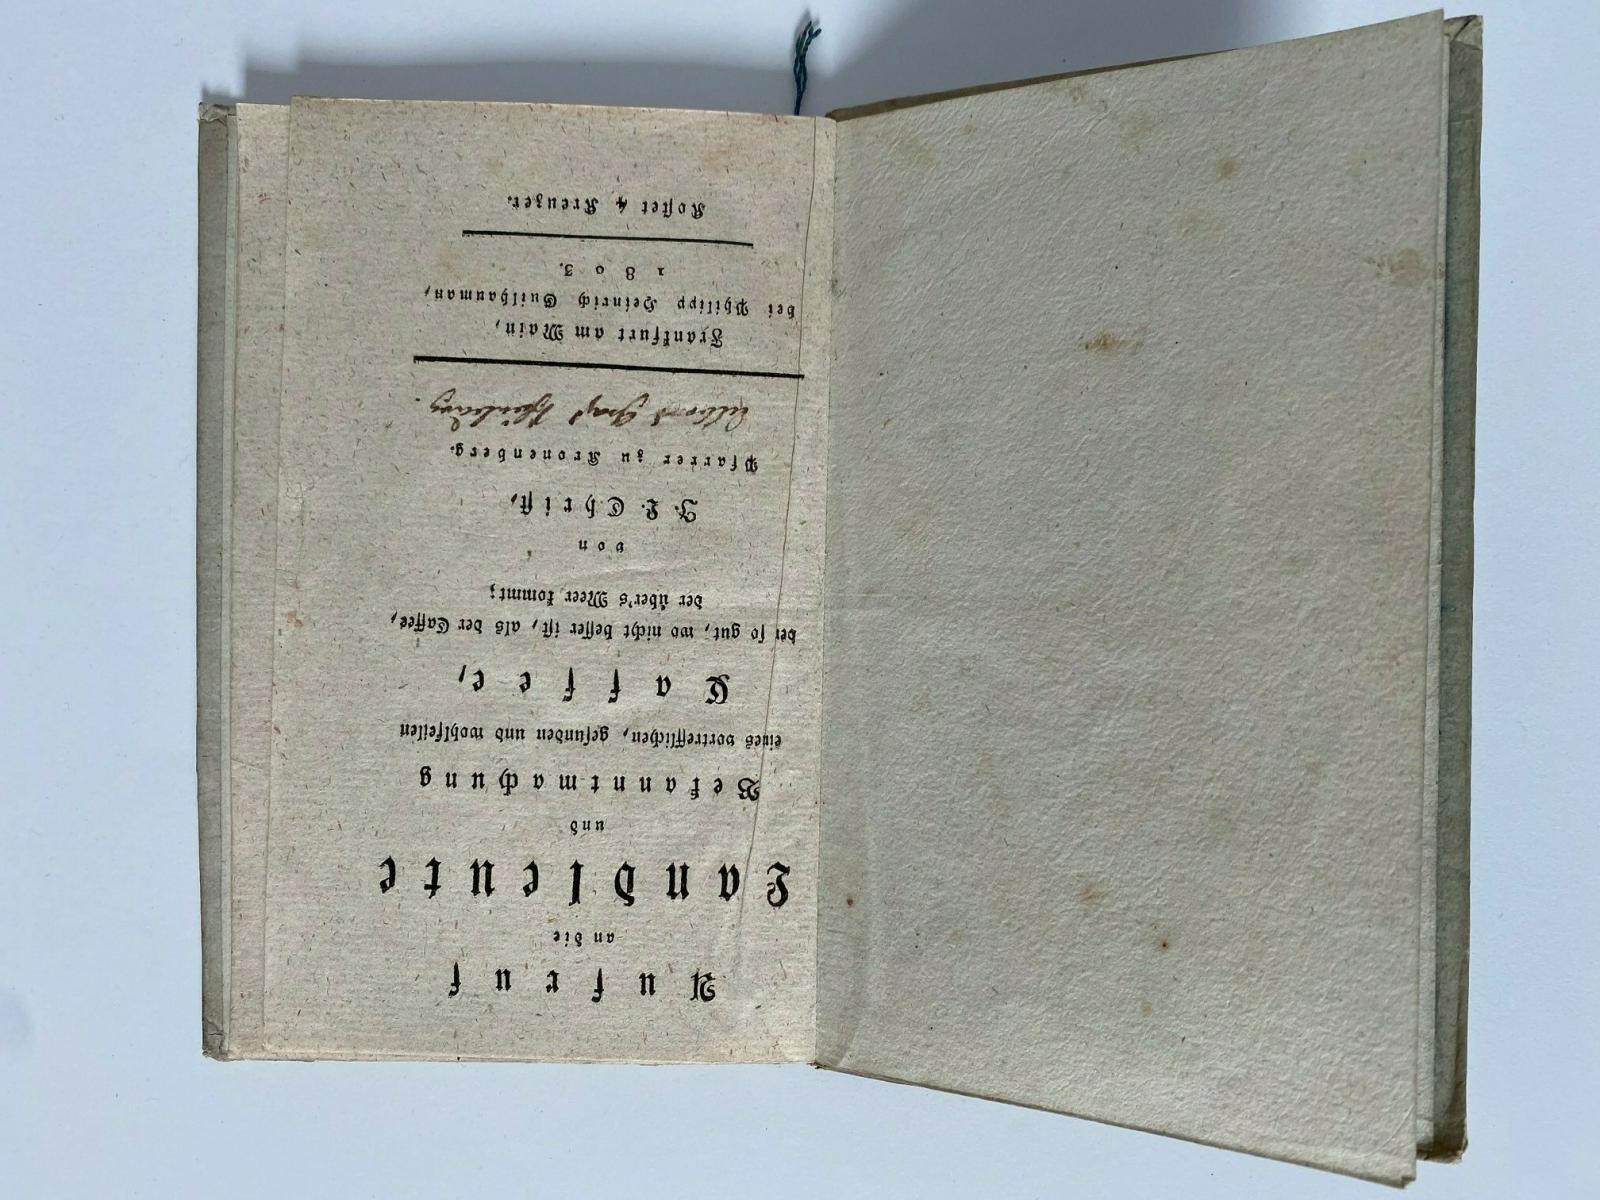 Aufruf
an die
Landleute
und
Bekanntmachung
eines vortrefflichen, gesunden und wohlfeilen
Caffee,
der so gut, wo nicht besser ist, als der Caffee,
der über's Meer kommt;
von
J. L. Christ,
Pfarrer zu Kronenberg.
Frankfurt am Main,
bei Philipp Heinrich Guilhauman,
1803.
Kostet 4 Kreuzer.